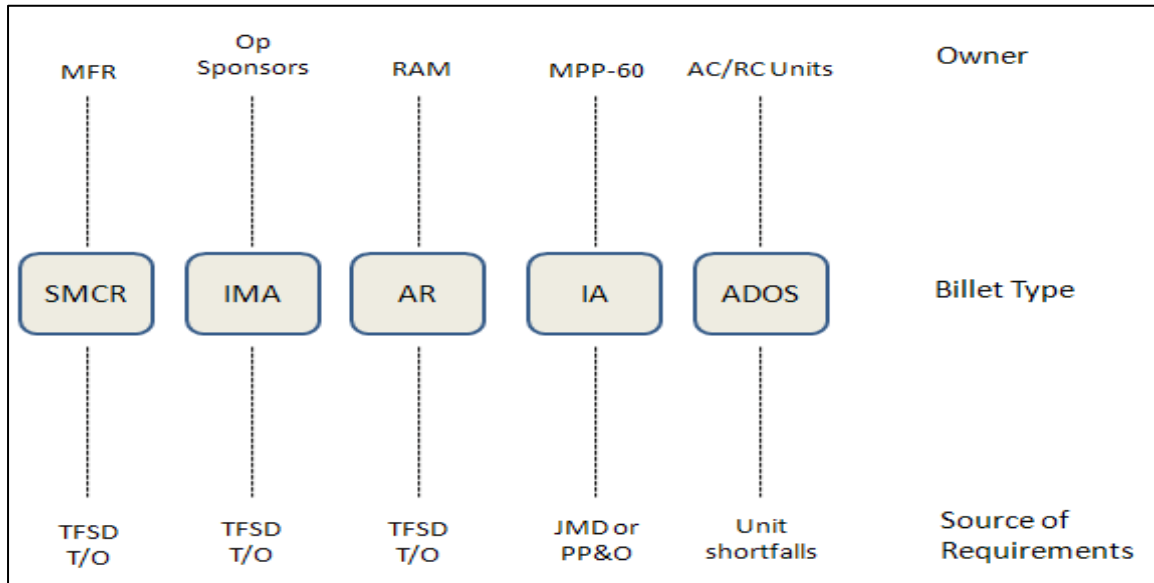 Op
Sponsors
MFR
RAM
MPP-60
AC/RC Units
Owner
SMCR
IMA
AR
IA
ADOS
Billet Type
TFSD
T/O
TFSD
T/O
TFSD
T/O
JMD or
PP&O
Unit
shortfalls
Source of
Requirements